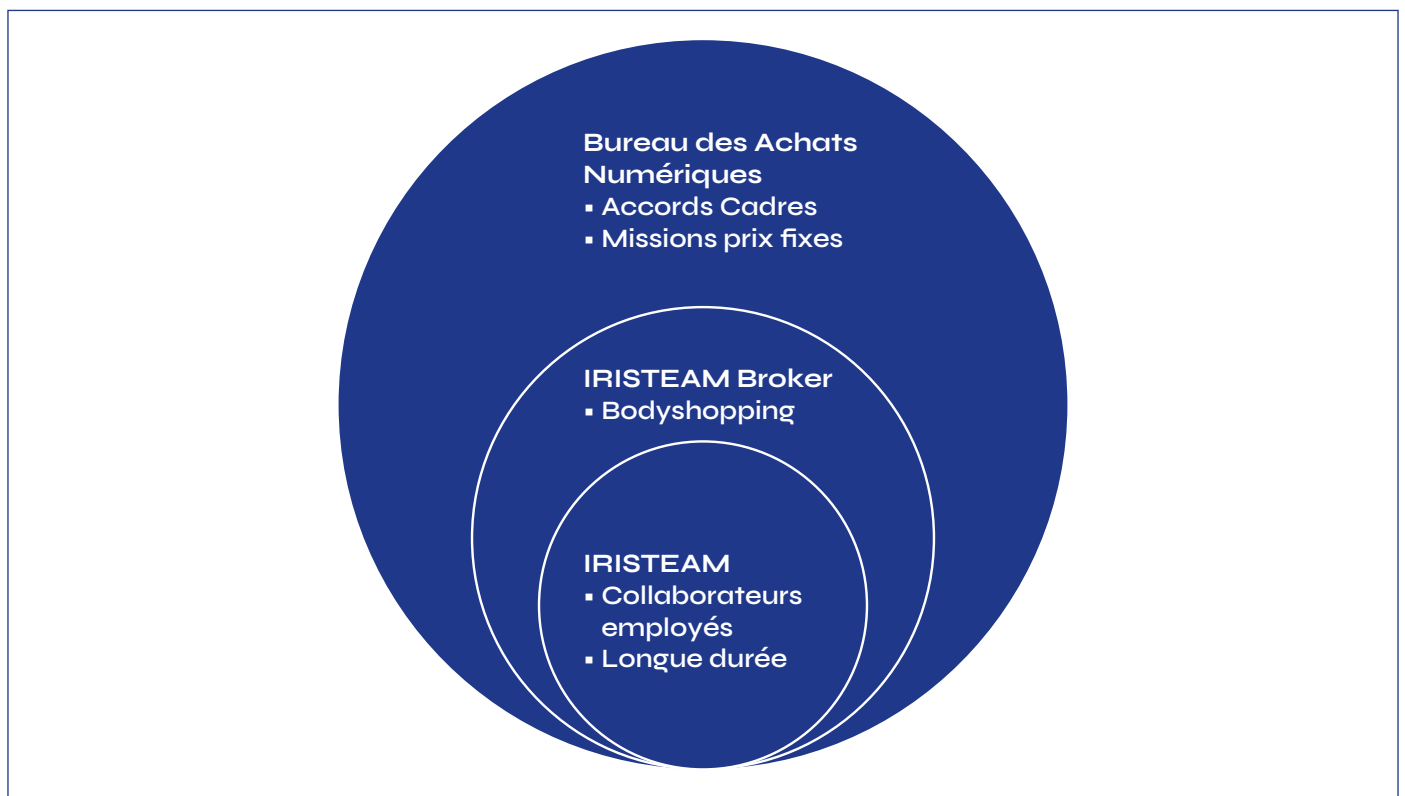 Bureau des Achats
Numériques
▪ Accords Cadres
▪ Missions prix fixes
IRISTEAM Broker
▪ Bodyshopping
IRISTEAM
▪ Collaborateurs
employés
▪ Longue durée